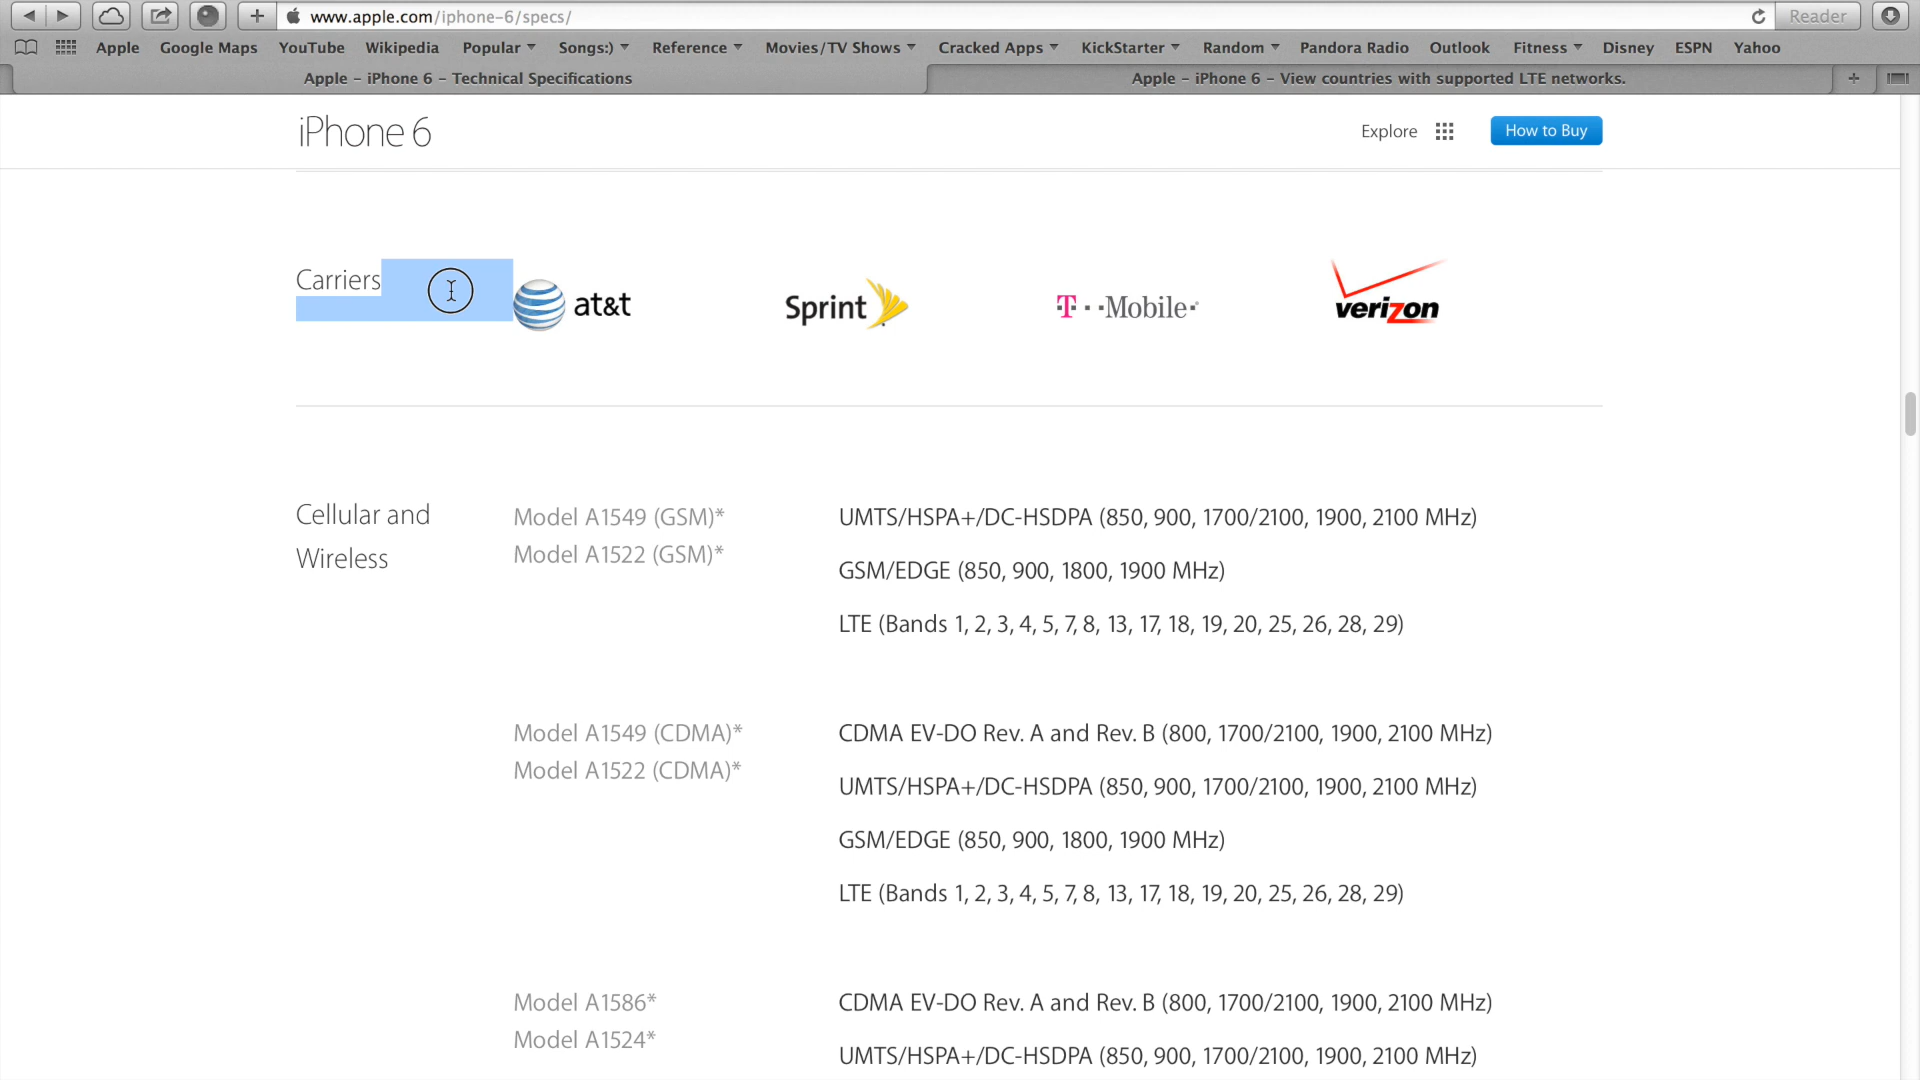 www.apple.com/iphone-6/specs/
Reader
Apple Google Maps YouTube Wikipedia Popular Songs:) Reference Movies/TV Shows Cracked Apps KickStarter Random Pandora Radio Outlook Fitness Disney ESPN Yahoo
Apple - iPhone 6 - Technical Specifications
Apple - iPhone 6 - View countries with supported LTE networks.
iPhone 6
Explore
How to Buy
Carriers
at&t
Sprint
T · · Mobile ·
verizon
Cellular and
Wireless
Model A1549 (GSM)*
Model A1522 (GSM)*
UMTS/HSPA+/DC-HSDPA (850, 900, 1700/2100, 1900, 2100 MHz)
GSM/EDGE (850, 900, 1800, 1900 MHz)
LTE (Bands 1, 2, 3, 4, 5, 7, 8, 13, 17, 18, 19, 20, 25, 26, 28, 29)
Model A1549 (CDMA)*
Model A1522 (CDMA)*
CDMA EV-DO Rev. A and Rev. B (800, 1700/2100, 1900, 2100 MHz)
UMTS/HSPA+/DC-HSDPA (850, 900, 1700/2100, 1900, 2100 MHz)
GSM/EDGE (850, 900, 1800, 1900 MHz)
LTE (Bands 1, 2, 3, 4, 5, 7, 8, 13, 17, 18, 19, 20, 25, 26, 28, 29)
Model A1586*
Model A1524*
CDMA EV-DO Rev. A and Rev. B (800, 1700/2100, 1900, 2100 MHz)
UMTS/HSPA+/DC-HSDPA (850, 900, 1700/2100, 1900, 2100 MHz)